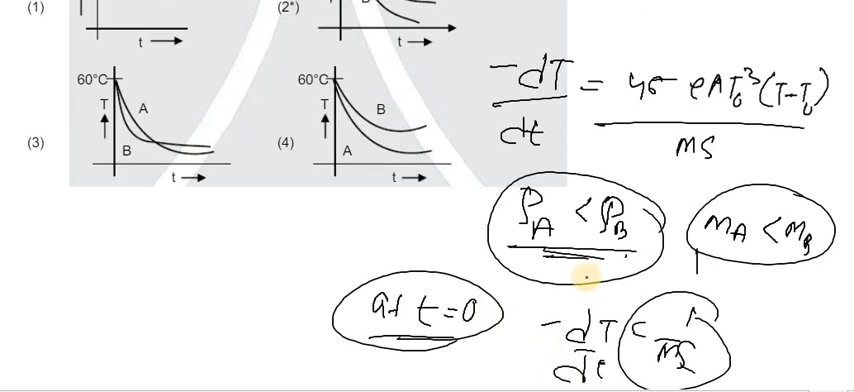 (1)
t →
(2*)
B
t →
60°C
T
A
B
(3)
t →
60°C
T
B
A
(4)
t →
-dT/dt = 4σ eAT₀³(T-T₀)/ms
ρA < ρB
mA < mB
at t=0
-dT/dt ∝ 1/ms